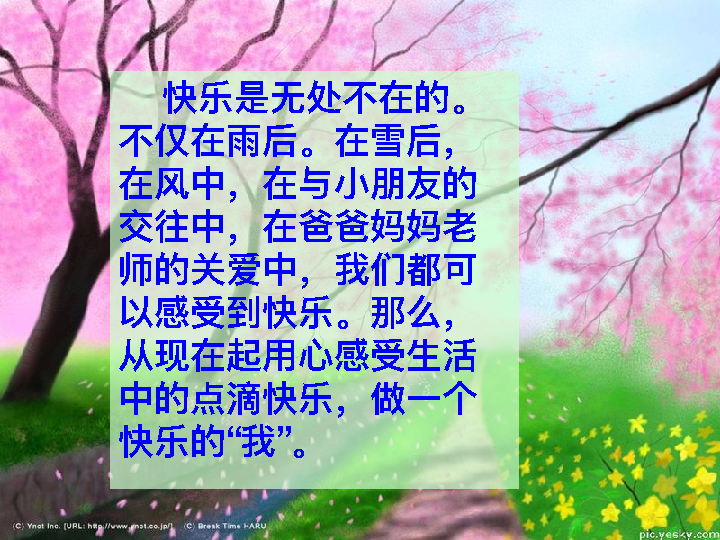 快乐是无处不在的。
不仅在雨后。在雪后，
在风中，在与小朋友的
交往中，在爸爸妈妈老
师的关爱中，我们都可
以感受到快乐。那么，
从现在起用心感受生活
中的点滴快乐，做一个
快乐的“我”。
(C) Ynot Inc. [URL: http://www.ynot.co.jp/] (C) Break Time HARU
pic.yesky.com